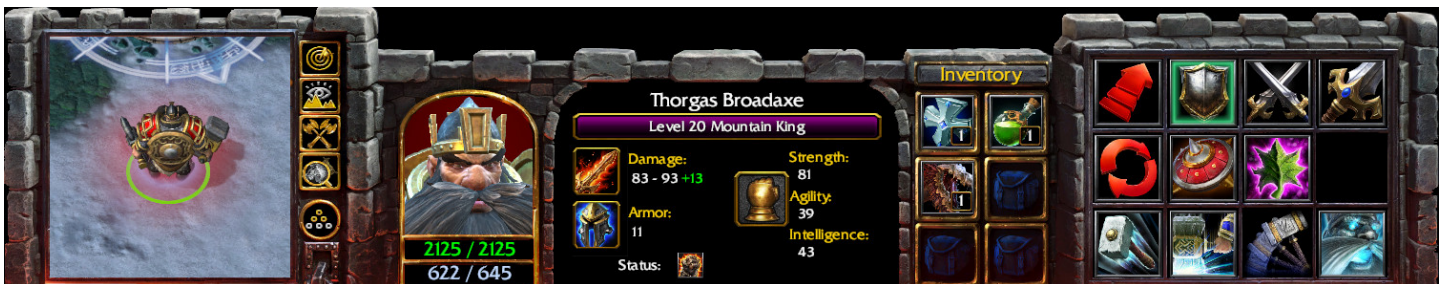 Thorgas Broadaxe
Level 20 Mountain King
Damage:
83 - 93 +13
Armor:
11
Status:
Strength:
81
Agility:
39
Intelligence:
43
2125 / 2125
622 / 645
Inventory
1
1
1